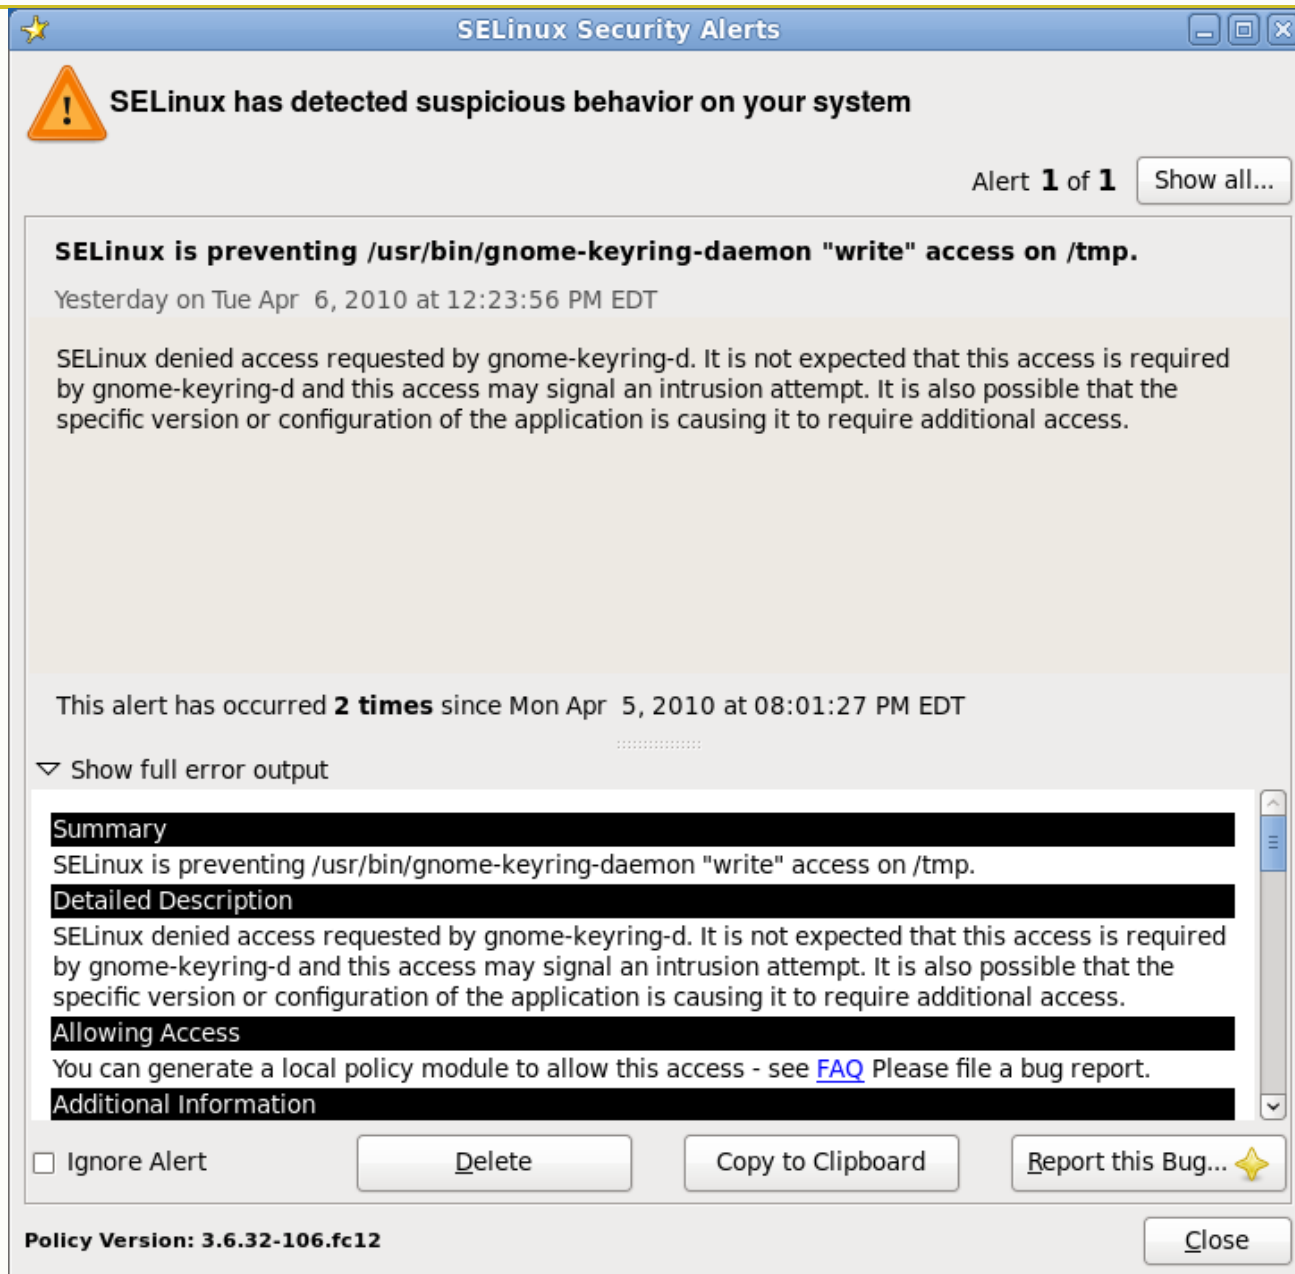 SELinux Security Alerts
SELinux has detected suspicious behavior on your system
Alert 1 of 1 Show all...
SELinux is preventing /usr/bin/gnome-keyring-daemon "write" access on /tmp.
Yesterday on Tue Apr  6, 2010 at 12:23:56 PM EDT
SELinux denied access requested by gnome-keyring-d. It is not expected that this access is required
by gnome-keyring-d and this access may signal an intrusion attempt. It is also possible that the
specific version or configuration of the application is causing it to require additional access.
This alert has occurred 2 times since Mon Apr  5, 2010 at 08:01:27 PM EDT
Show full error output
Summary
SELinux is preventing /usr/bin/gnome-keyring-daemon "write" access on /tmp.
Detailed Description
SELinux denied access requested by gnome-keyring-d. It is not expected that this access is required
by gnome-keyring-d and this access may signal an intrusion attempt. It is also possible that the
specific version or configuration of the application is causing it to require additional access.
Allowing Access
You can generate a local policy module to allow this access - see FAQ Please file a bug report.
Additional Information
Ignore Alert Delete Copy to Clipboard Report this Bug...
Policy Version: 3.6.32-106.fc12 Close